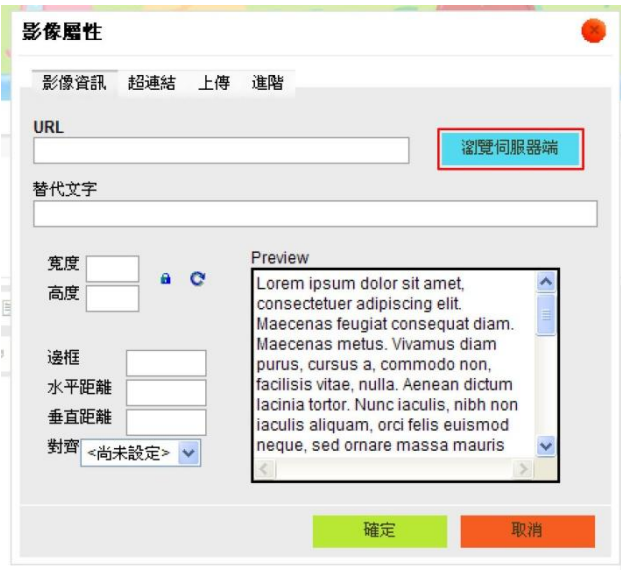 影像屬性
影像資訊 超連結 上傳 進階
URL
瀏覽伺服器端
替代文字
寬度
高度
Preview
Lorem ipsum dolor sit amet,
consectetuer adipiscing elit.
Maecenas feugiat consequat diam.
Maecenas metus. Vivamus diam
purus, cursus a, commodo non,
facilisis vitae, nulla. Aenean dictum
lacinia tortor. Nunc iaculis, nibh non
iaculis aliquam, orci felis euismod
neque, sed ornare massa mauris
邊框
水平距離
垂直距離
對齊 <尚未設定>
確定 取消